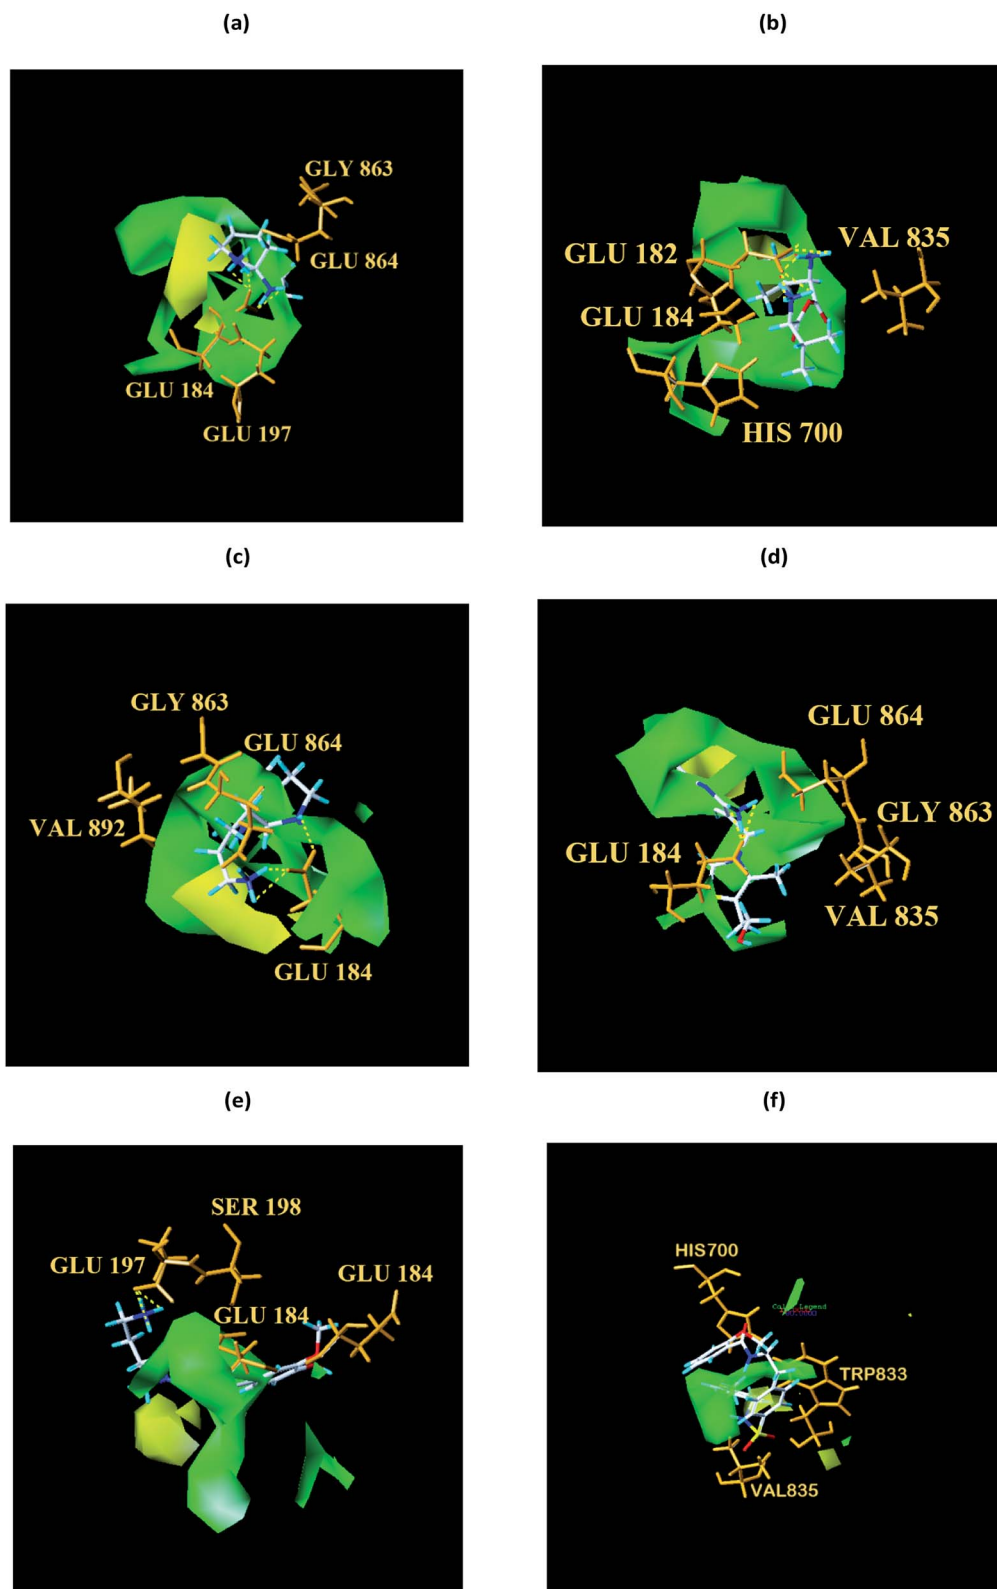 (a)
(b)
GLY 863
GLU 864
GLU 184
GLU 197
GLU 182
VAL 835
GLU 184
HIS 700
(c)
(d)
GLY 863
GLU 864
VAL 892
GLU 184
GLU 864
GLY 863
GLU 184
VAL 835
(e)
(f)
SER 198
GLU 197
GLU 184
GLU 184
HIS700
Color Legend
TRP833
VAL835